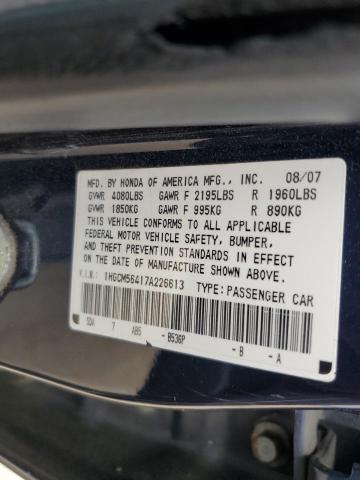 MFD. BY HONDA OF AMERICA MFG., INC. 08/07
GVWR 4080LBS GAWR F 2195LBS R 1960LBS
GVWR 1850KG GAWR F 995KG R 890KG
THIS VEHICLE CONFORMS TO ALL APPLICABLE
FEDERAL MOTOR VEHICLE SAFETY, BUMPER,
AND THEFT PREVENTION STANDARDS IN EFFECT
ON THE DATE OF MANUFACTURE SHOWN ABOVE.
V.I.N.: 1HGCM56417A226613 TYPE: PASSENGER CAR
SDA 7 ABS - B536P - B - A